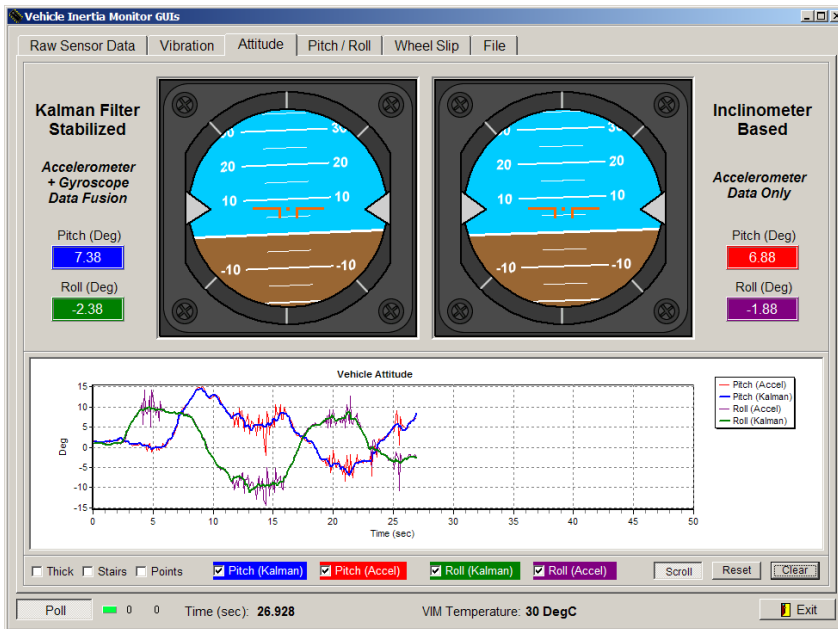 Vehicle Inertia Monitor GUIs
Raw Sensor Data Vibration Attitude Pitch / Roll Wheel Slip File
Kalman Filter
Stabilized
Accelerometer
+ Gyroscope
Data Fusion
Pitch (Deg)
7.38
Roll (Deg)
-2.38
30 30
20 20
10 10
-10 -10
30 30
20 20
10 10
-10 -10
Inclinometer
Based
Accelerometer
Data Only
Pitch (Deg)
6.88
Roll (Deg)
-1.88
Vehicle Attitude
Deg
15
10
5
0
-5
-10
-15
0 5 10 15 20 25 30 35 40 45 50
Time (sec)
Pitch (Accel)
Pitch (Kalman)
Roll (Accel)
Roll (Kalman)
Thick Stairs Points Pitch (Kalman) Pitch (Accel) Roll (Kalman) Roll (Accel) Scroll Reset Clear
Poll 0 0 Time (sec): 26.928 VIM Temperature: 30 DegC Exit